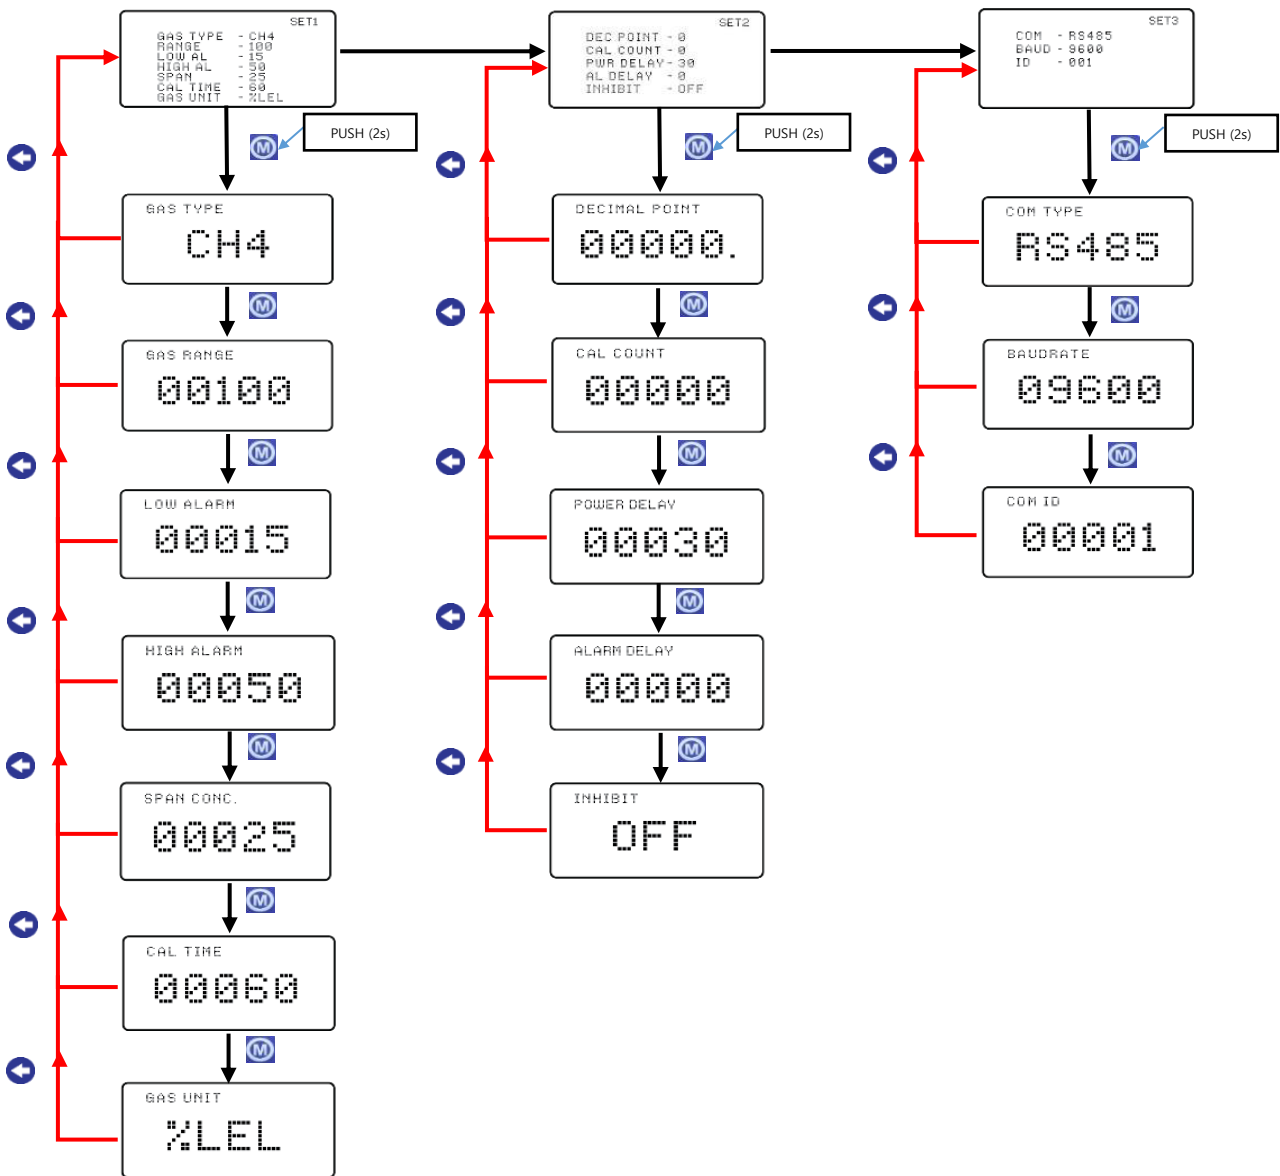 SET1
GAS TYPE - CH4
RANGE - 100
LOW AL - 15
HIGH AL - 50
SPAN - 25
CAL TIME - 60
GAS UNIT - %LEL
M
PUSH (2s)
GAS TYPE
CH4
M
GAS RANGE
00100
M
LOW ALARM
00015
M
HIGH ALARM
00050
M
SPAN CONC.
00025
M
CAL TIME
00060
M
GAS UNIT
%LEL
SET2
DEC POINT - 0
CAL COUNT - 0
PWR DELAY - 30
AL DELAY - 0
INHIBIT - OFF
M
PUSH (2s)
DECIMAL POINT
00000.
M
CAL COUNT
00000
M
POWER DELAY
00030
M
ALARM DELAY
00000
M
INHIBIT
OFF
SET3
COM - RS485
BAUD - 9600
ID - 001
M
PUSH (2s)
COM TYPE
RS485
M
BAUDRATE
09600
M
COM ID
00001